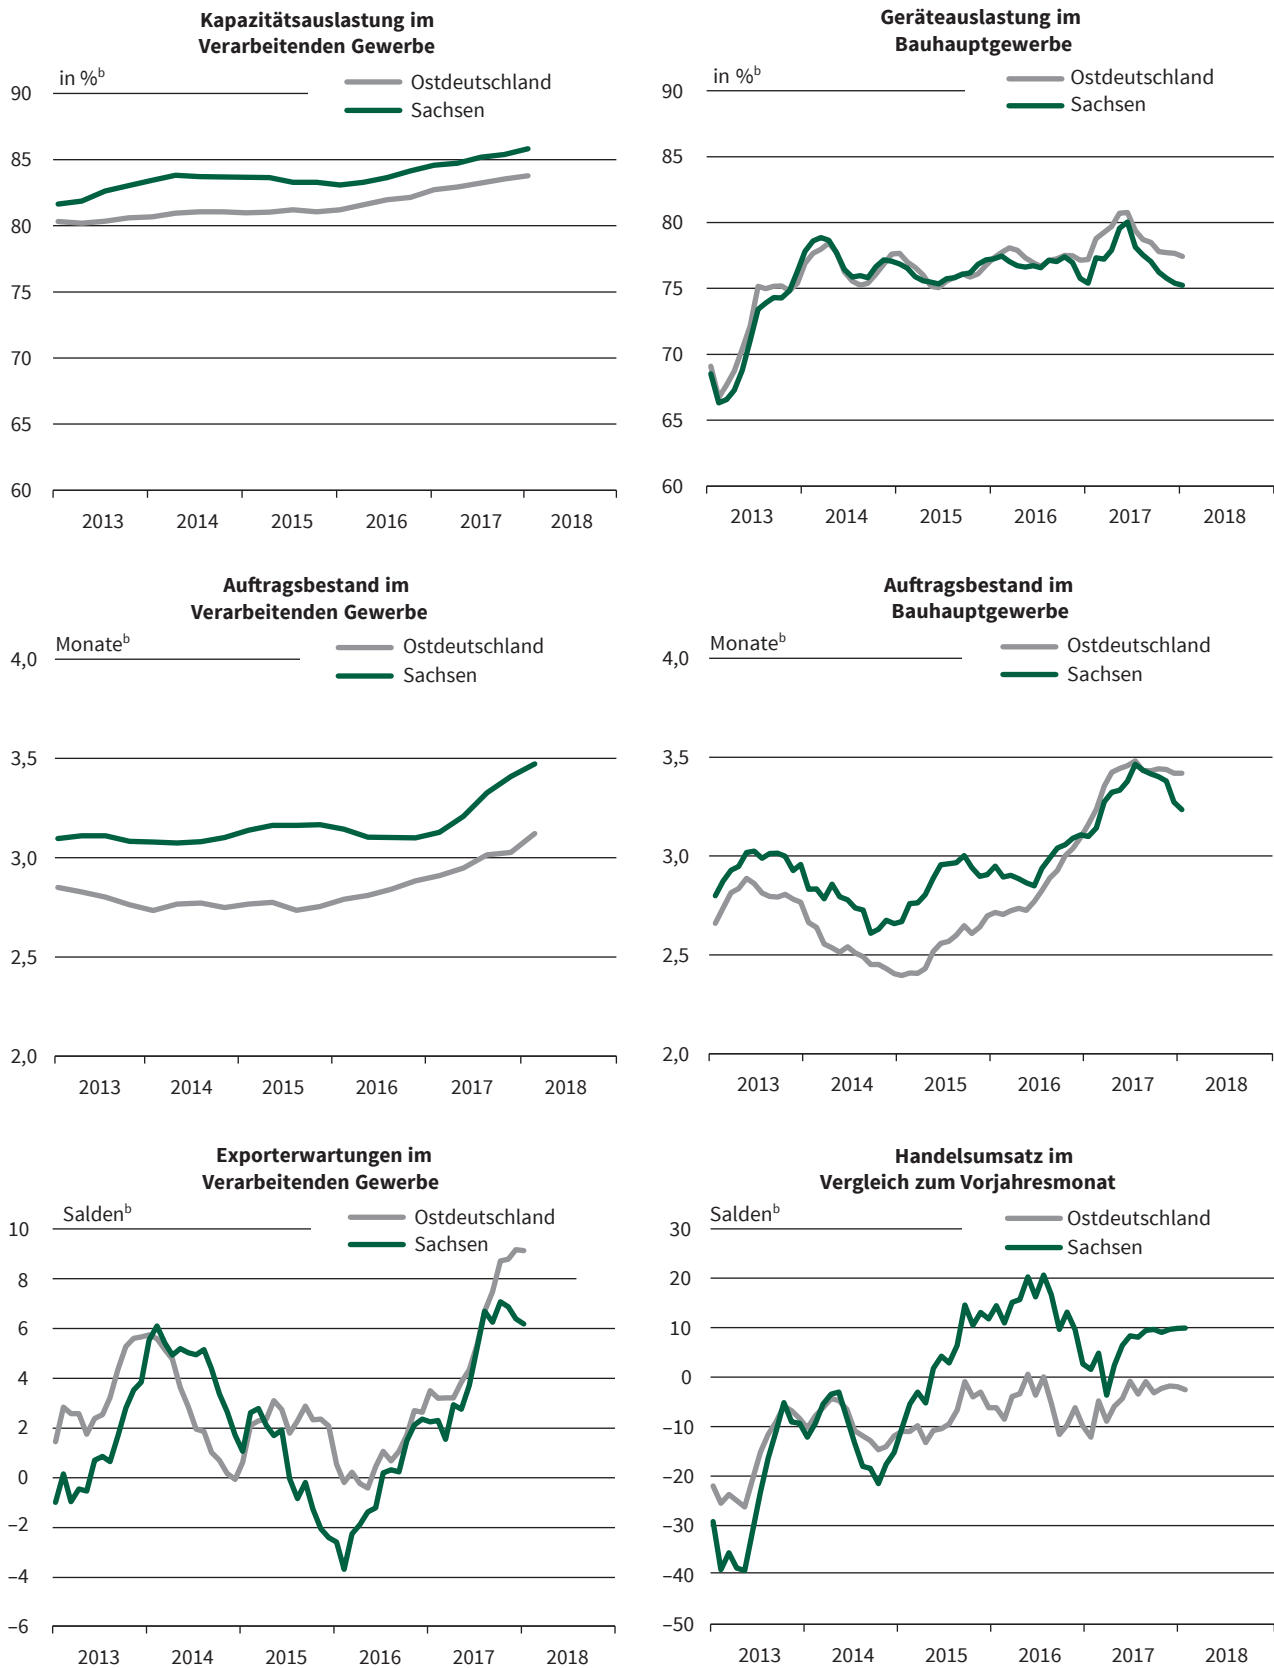 Kapazitätsauslastung im
Verarbeitenden Gewerbe
in %ᵇ
Ostdeutschland
Sachsen
90
85
80
75
70
65
60
2013 2014 2015 2016 2017 2018
Geräteauslastung im
Bauhauptgewerbe
in %ᵇ
Ostdeutschland
Sachsen
90
85
80
75
70
65
60
2013 2014 2015 2016 2017 2018
Auftragsbestand im
Verarbeitenden Gewerbe
Monateᵇ
Ostdeutschland
Sachsen
4,0
3,5
3,0
2,5
2,0
2013 2014 2015 2016 2017 2018
Auftragsbestand im
Bauhauptgewerbe
Monateᵇ
Ostdeutschland
Sachsen
4,0
3,5
3,0
2,5
2,0
2013 2014 2015 2016 2017 2018
Exporterwartungen im
Verarbeitenden Gewerbe
Saldenᵇ
Ostdeutschland
Sachsen
10
8
6
4
2
0
–2
–4
–6
2013 2014 2015 2016 2017 2018
Handelsumsatz im
Vergleich zum Vorjahresmonat
Saldenᵇ
Ostdeutschland
Sachsen
30
20
10
0
–10
–20
–30
–40
–50
2013 2014 2015 2016 2017 2018